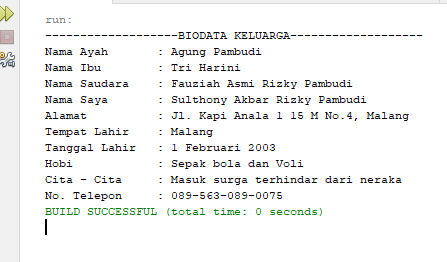 run:
-------------------BIODATA KELUARGA-------------------
Nama Ayah : Agung Pambudi
Nama Ibu : Tri Harini
Nama Saudara : Fauziah Asmi Rizky Pambudi
Nama Saya : Sulthony Akbar Rizky Pambudi
Alamat : Jl. Kapi Anala 1 15 M No.4, Malang
Tempat Lahir : Malang
Tanggal Lahir : 1 Februari 2003
Hobi : Sepak bola dan Voli
Cita - Cita : Masuk surga terhindar dari neraka
No. Telepon : 089-563-089-0075
BUILD SUCCESSFUL (total time: 0 seconds)